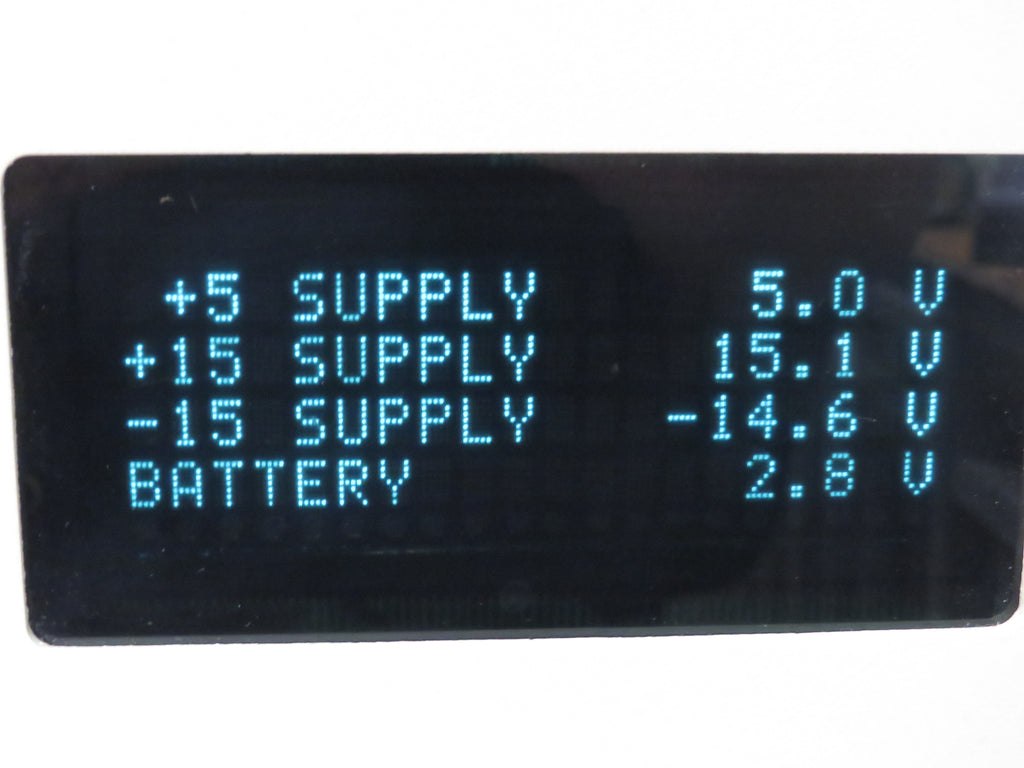 +5 SUPPLY 5.0 V
+15 SUPPLY 15.1 V
-15 SUPPLY -14.6 V
BATTERY 2.8 V